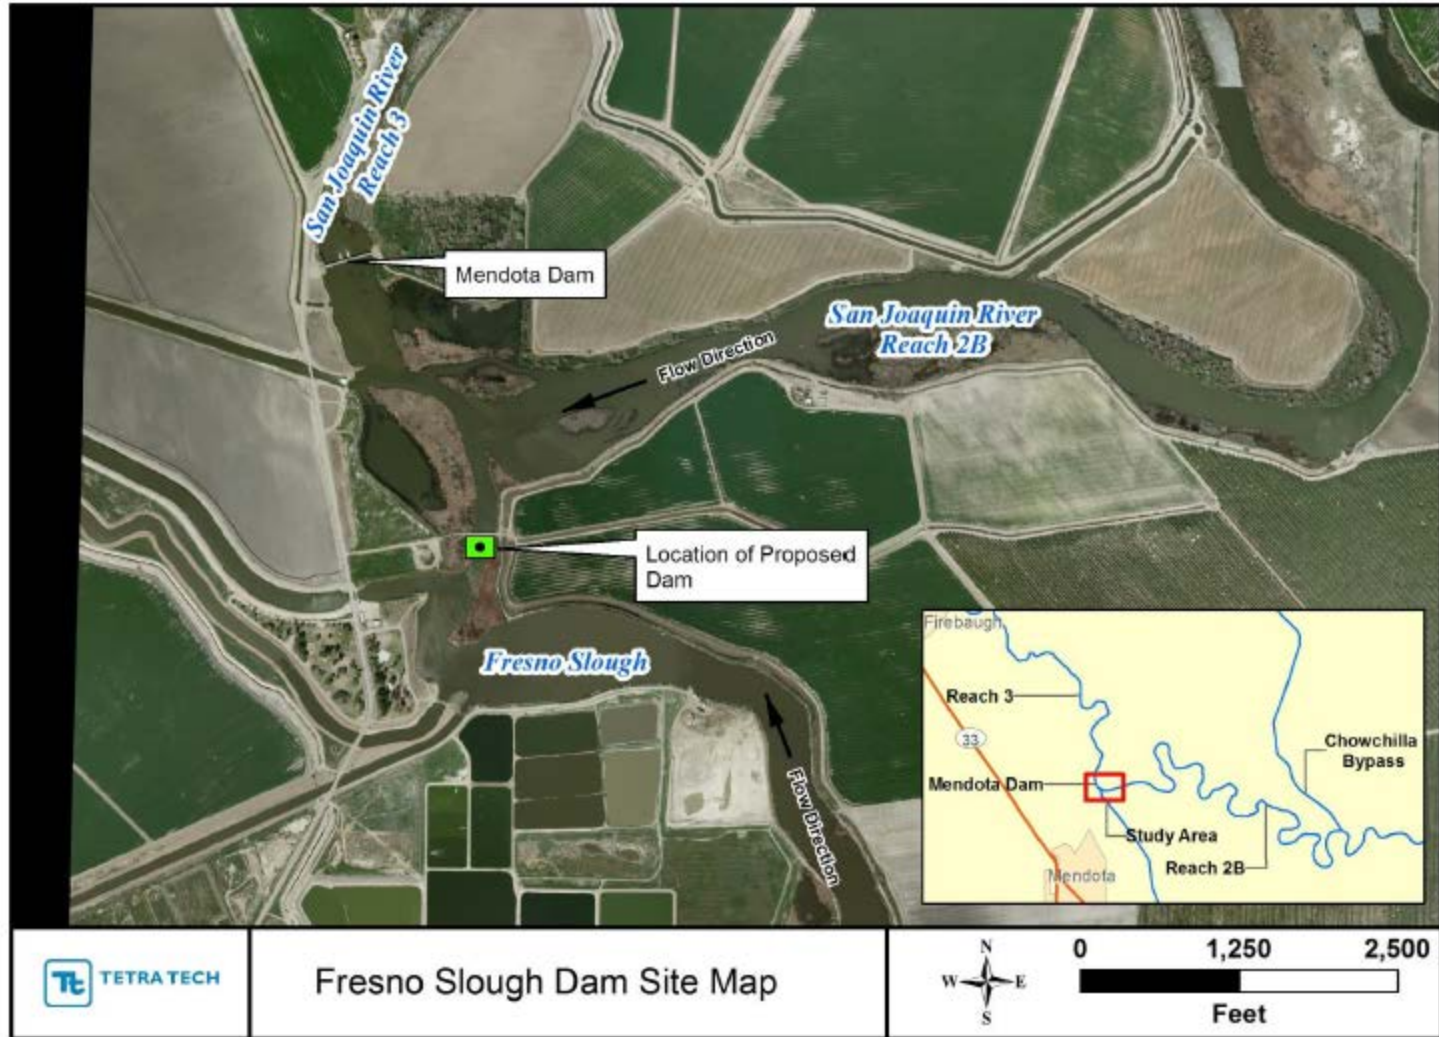 San Joaquin River
Reach 3
Mendota Dam
San Joaquin River
Reach 2B
Flow Direction
Location of Proposed
Dam
Fresno Slough
Flow Direction
Firebaugh
Reach 3
33
Chowchilla
Bypass
Mendota Dam
Study Area
Reach 2B
Mendota
Tt TETRA TECH
Fresno Slough Dam Site Map
N
W E
S
0 1,250 2,500
Feet